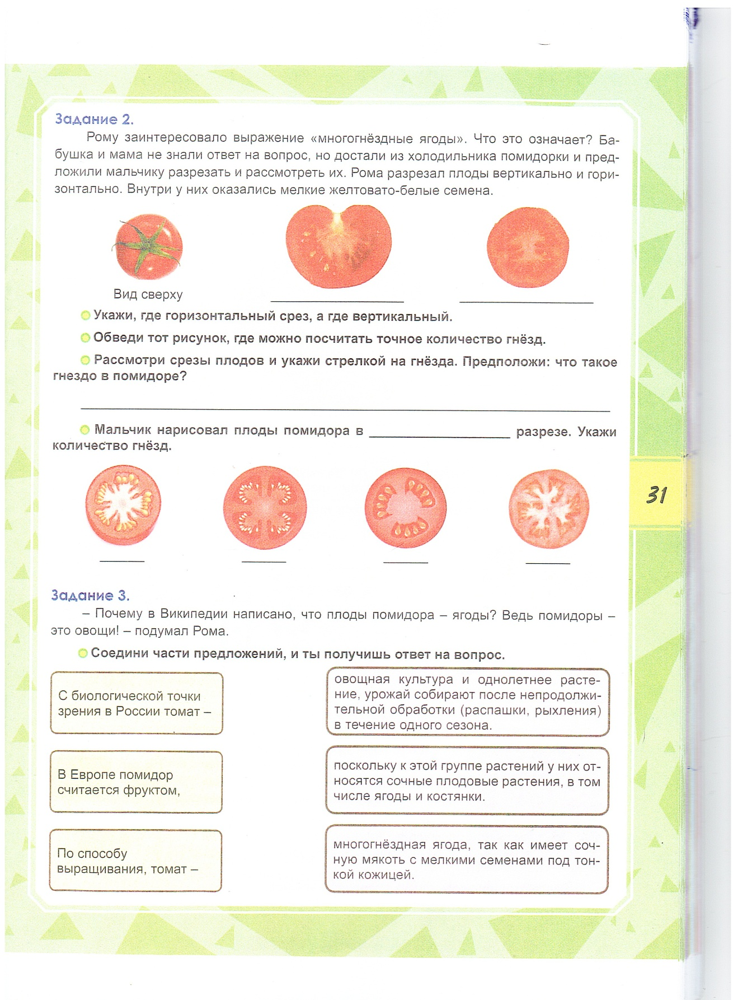 Задание 2.
Рому заинтересовало выражение «многогнёздные ягоды». Что это означает? Ба-
бушка и мама не знали ответ на вопрос, но достали из холодильника помидорки и пред-
ложили мальчику разрезать и рассмотреть их. Рома разрезал плоды вертикально и гори-
зонтально. Внутри у них оказались мелкие желтовато-белые семена.
Вид сверху
Укажи, где горизонтальный срез, а где вертикальный.
Обведи тот рисунок, где можно посчитать точное количество гнёзд.
Рассмотри срезы плодов и укажи стрелкой на гнёзда. Предположи: что такое
гнездо в помидоре?
Мальчик нарисовал плоды помидора в ____________________ разрезе. Укажи
количество гнёзд.
31
Задание 3.
– Почему в Википедии написано, что плоды помидора – ягоды? Ведь помидоры –
это овощи! – подумал Рома.
Соедини части предложений, и ты получишь ответ на вопрос.
С биологической точки
зрения в России томат –
овощная культура и однолетнее расте-
ние, урожай собирают после непродолжи-
тельной обработки (распашки, рыхления)
в течение одного сезона.
В Европе помидор
считается фруктом,
поскольку к этой группе растений у них от-
носятся сочные плодовые растения, в том
числе ягоды и костянки.
По способу
выращивания, томат –
многогнёздная ягода, так как имеет соч-
ную мякоть с мелкими семенами под тон-
кой кожицей.